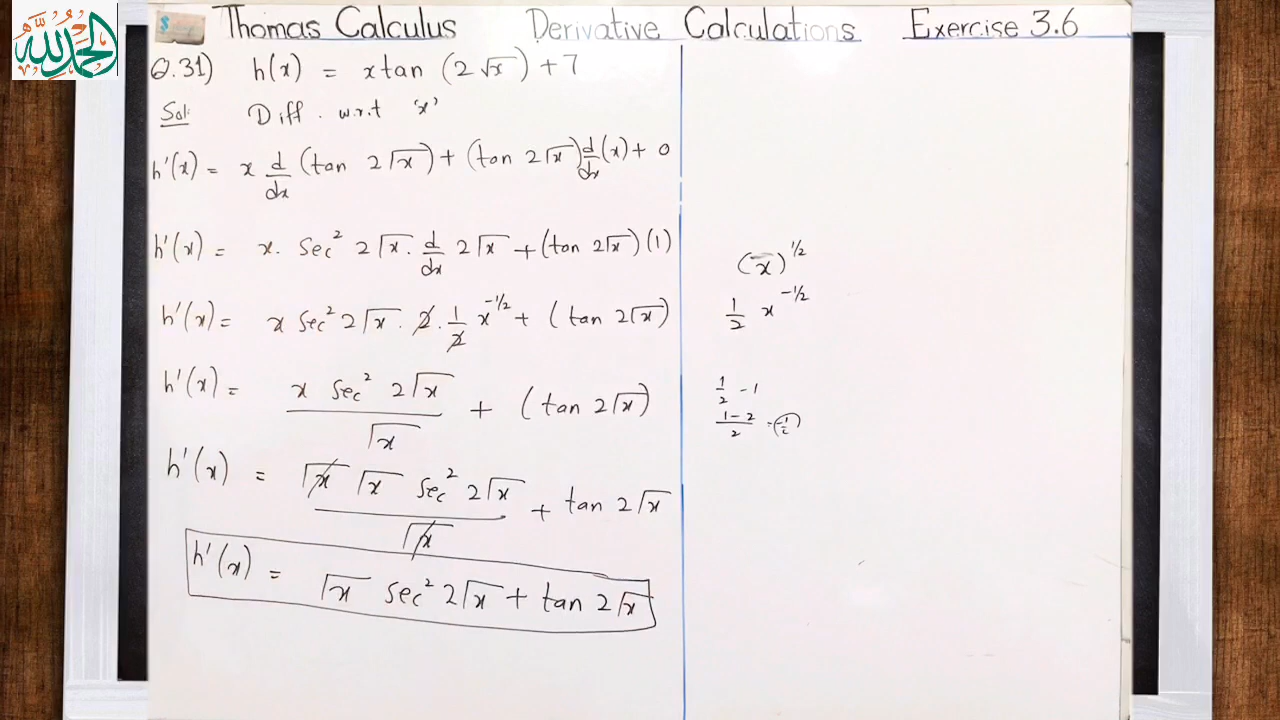 الحمد لله
Thomas Calculus Derivative Calculations Exercise 3.6
Q.31) h(x) = x tan (2√x) + 7
Sol: Diff. w.r.t 'x'
h'(x) = x d/dx (tan 2√x) + (tan 2√x) d/dx (x) + 0
h'(x) = x. sec² 2√x . d/dx 2√x + (tan 2√x) (1)
h'(x) = x sec² 2√x . 2 . 1/2 x^-1/2 + (tan 2√x)
h'(x) = x sec² 2√x / √x + (tan 2√x)
h'(x) = √x √x sec² 2√x / √x + tan 2√x
h'(x) = √x sec² 2√x + tan 2√x
(x)^1/2
1/2 x^-1/2
1/2 - 1
1-2/2 = -1/2